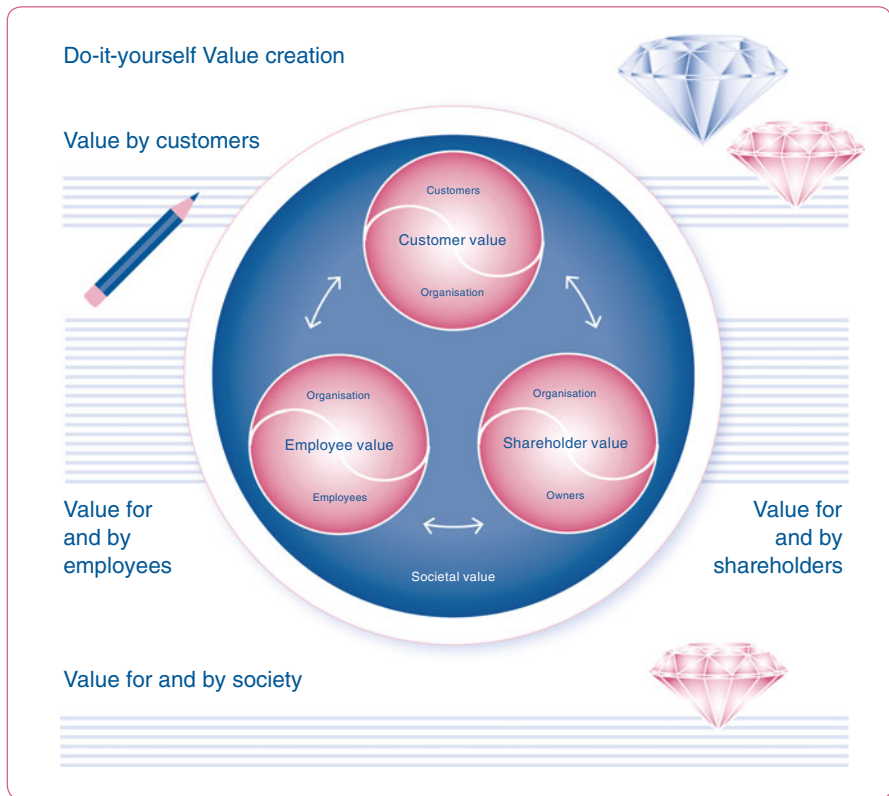 Do-it-yourself Value creation
Value by customers
Customers
Customer value
Organisation
Organisation
Employee value
Employees
Organisation
Shareholder value
Owners
Societal value
Value for
and by
employees
Value for
and by
shareholders
Value for and by society